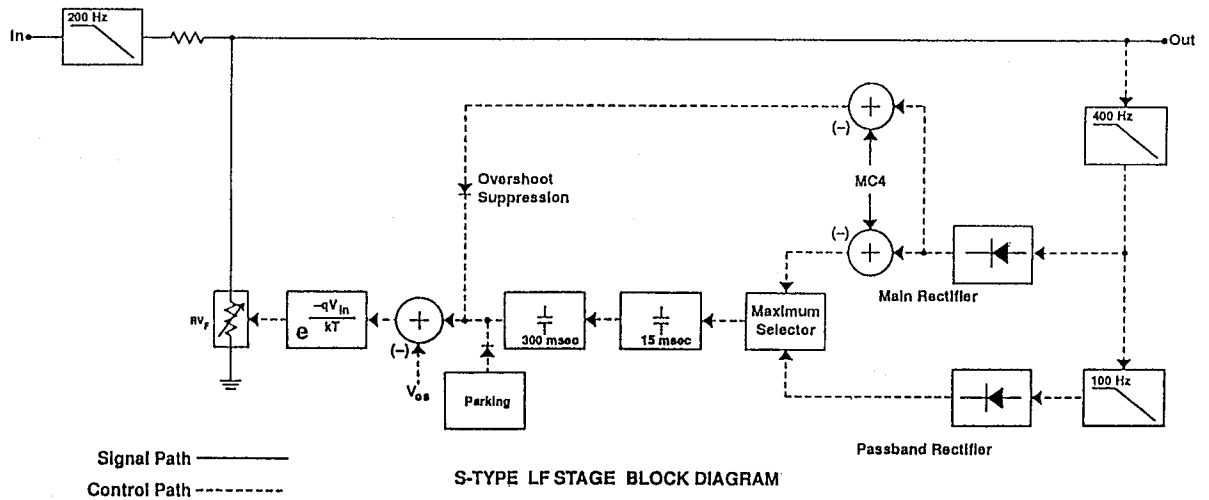 200 Hz
In
Out
(–)
400 Hz
Overshoot
Suppression
MC4
(–)
Main Rectifier
RV_F
e^(-qV_in/kT)
(–)
V_os
300 msec
15 msec
Maximum
Selector
Parking
100 Hz
Passband Rectifier
Signal Path
Control Path
S-TYPE LF STAGE BLOCK DIAGRAM